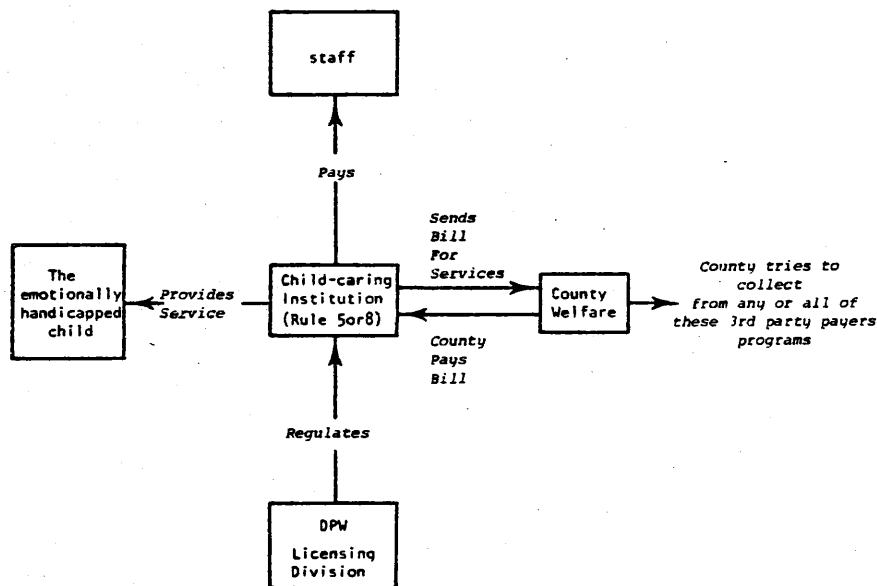 staff
Pays
Sends
Bill
For
Services
The
emotionally
handicapped
child
Provides
Service
Child-caring
Institution
(Rule 5or8)
County
Welfare
County tries to
collect
from any or all of
these 3rd party payers
programs
County
Pays
Bill
Regulates
DPW
Licensing
Division